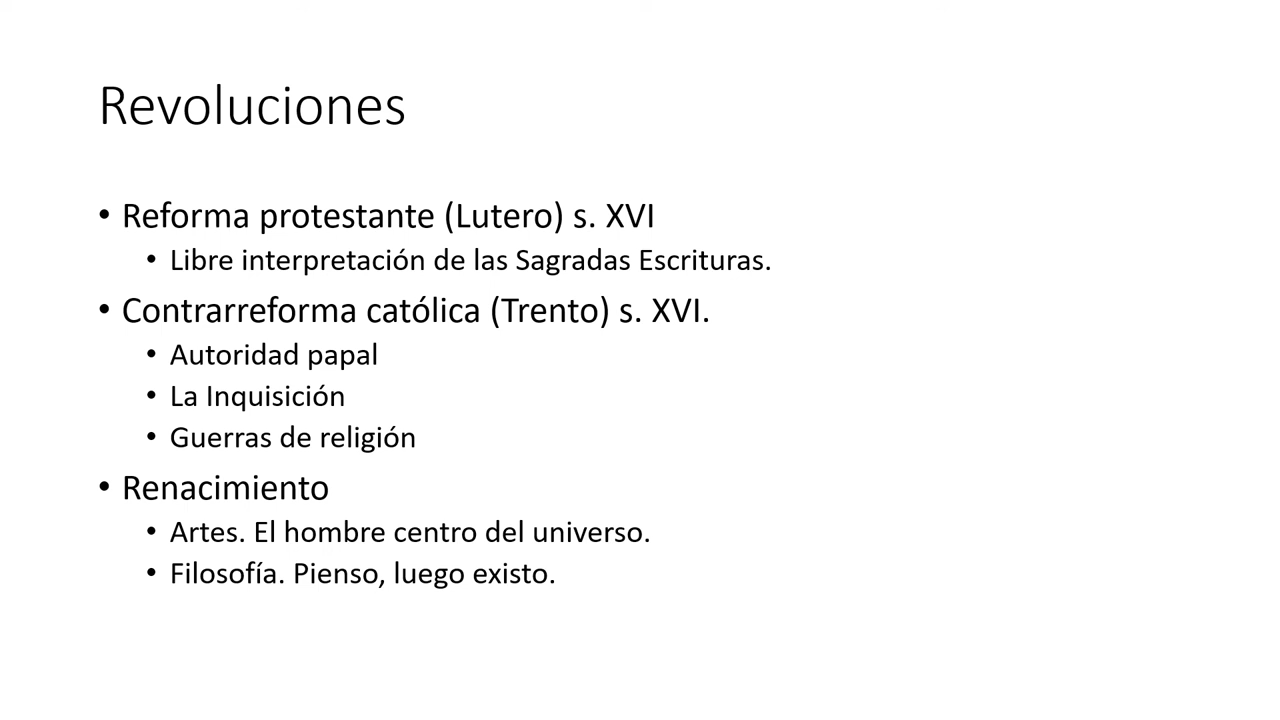 Revoluciones
• Reforma protestante (Lutero) s. XVI
• Libre interpretación de las Sagradas Escrituras.
• Contrarreforma católica (Trento) s. XVI.
• Autoridad papal
• La Inquisición
• Guerras de religión
• Renacimiento
• Artes. El hombre centro del universo.
• Filosofía. Pienso, luego existo.